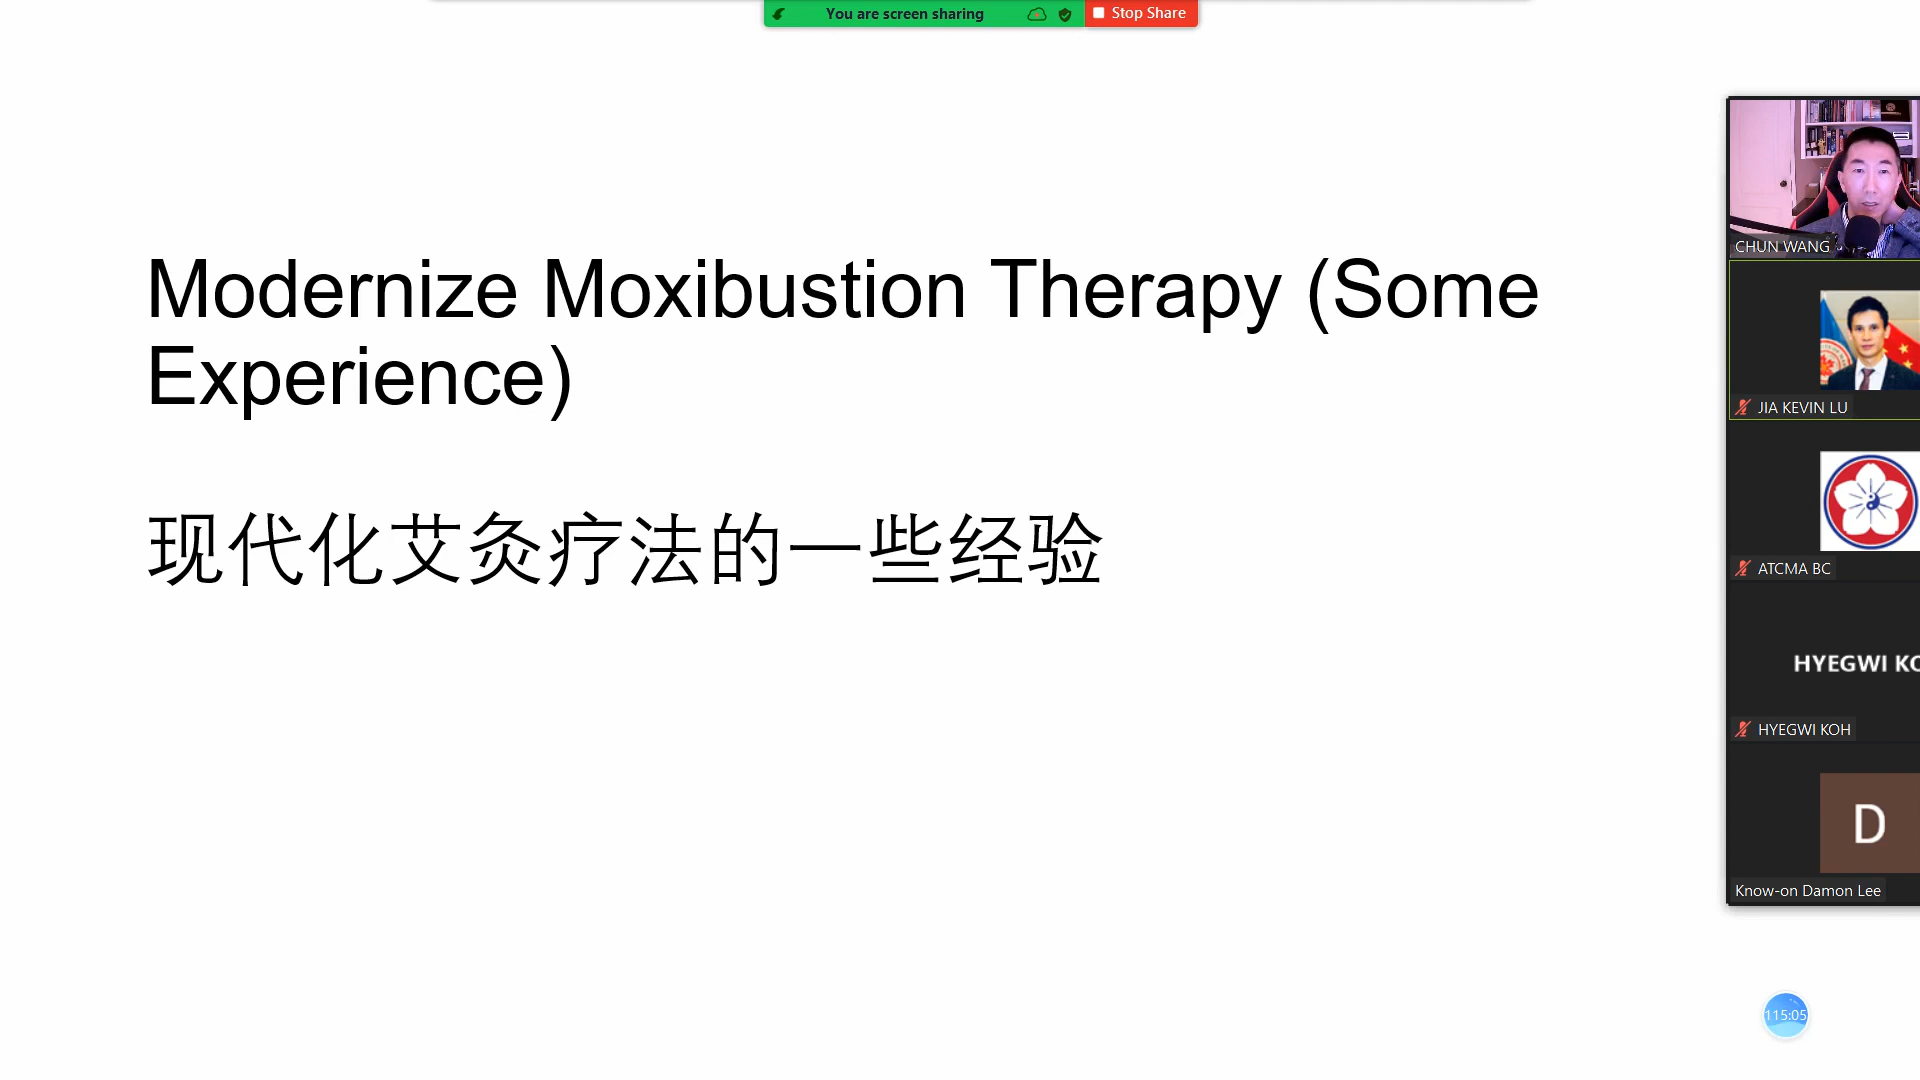 You are screen sharing
Stop Share
Modernize Moxibustion Therapy (Some
Experience)
现代化艾灸疗法的一些经验
CHUN WANG
JIA KEVIN LU
ATCMA BC
HYEGWI KO
HYEGWI KOH
D
Know-on Damon Lee
115:05